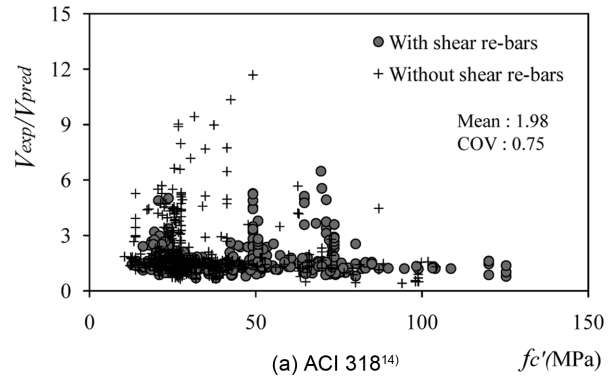 15
12
9
6
3
0
Vexp/Vpred
With shear re-bars
Without shear re-bars
Mean : 1.98
COV : 0.75
0 50 100 150
(a) ACI 318¹⁴⁾
fc'(MPa)